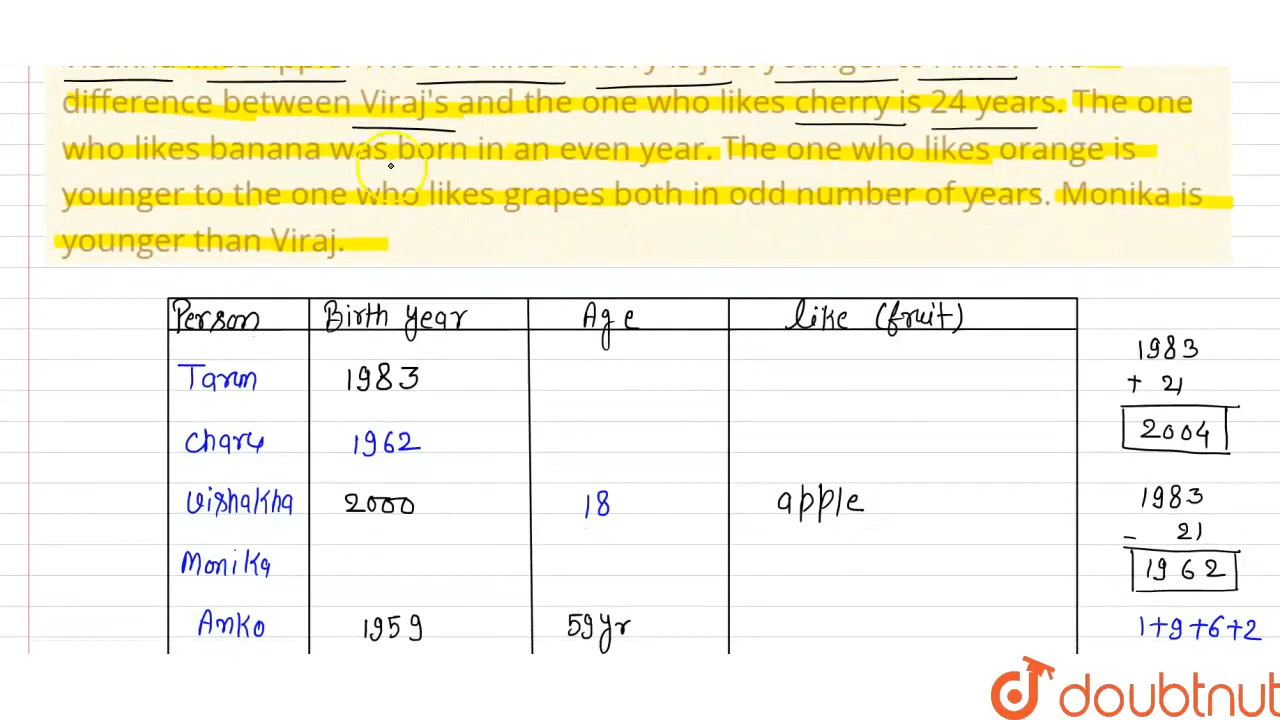 difference between Viraj's and the one who likes cherry is 24 years. The one
who likes banana was born in an even year. The one who likes orange is
younger to the one who likes grapes both in odd number of years. Monika is
younger than Viraj.
Person Birth year Age like (fruit)
Tarun 1983
Charu 1962
Vishakha 2000 18 apple
Monika
Anko 1959 59yr
1983
+ 21
2004
1983
- 21
1962
1+9+6+2
doubtnut